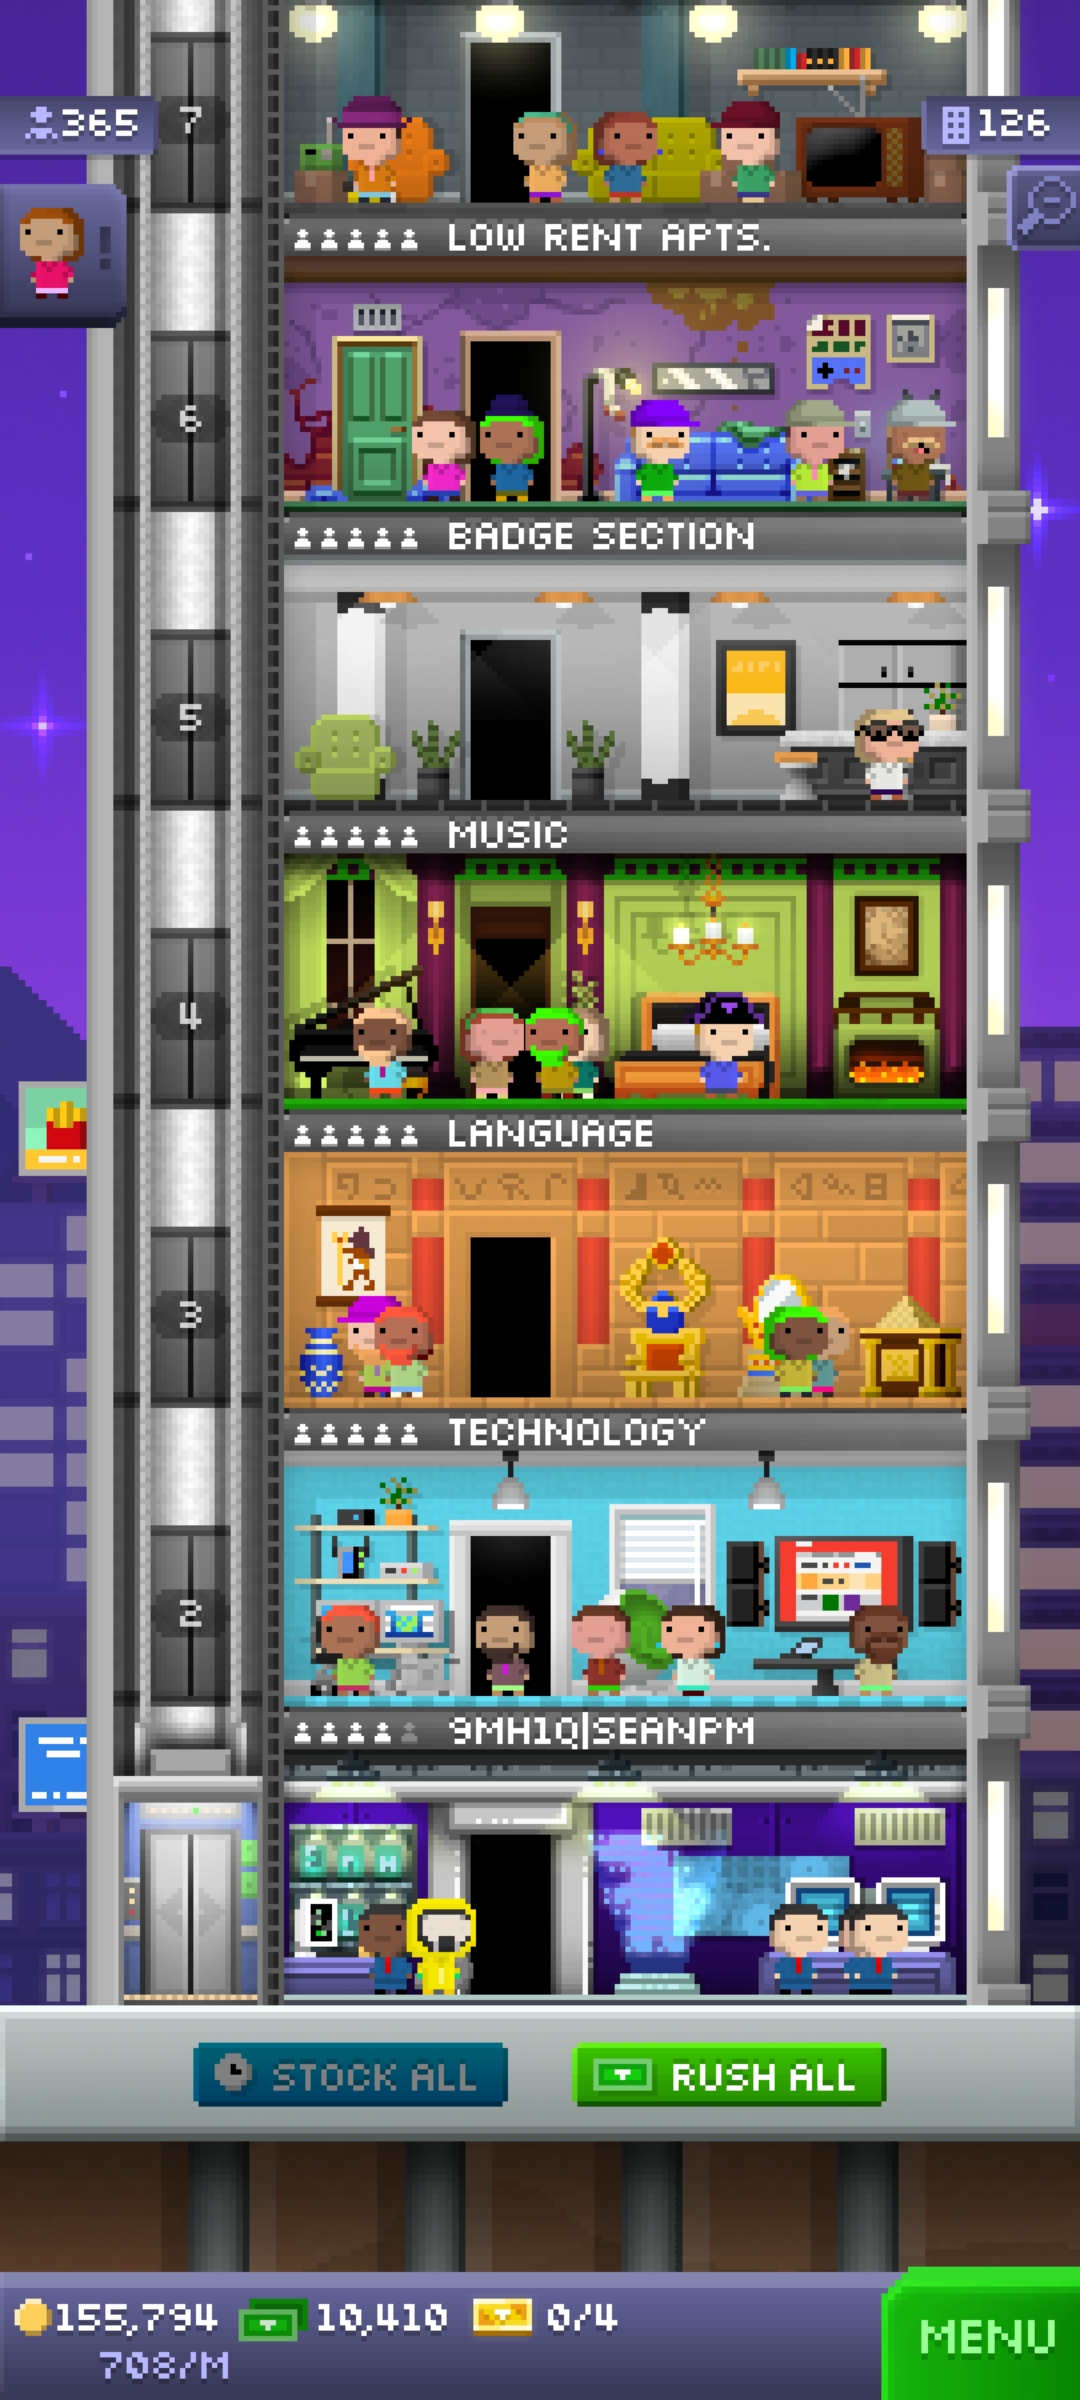 7
365
126
LOW RENT APTS.
6
BADGE SECTION
5
MUSIC
4
LANGUAGE
3
TECHNOLOGY
2
9MH1Q|SEANPM
STOCK ALL
RUSH ALL
155,794
10,410
0/4
708/M
MENU